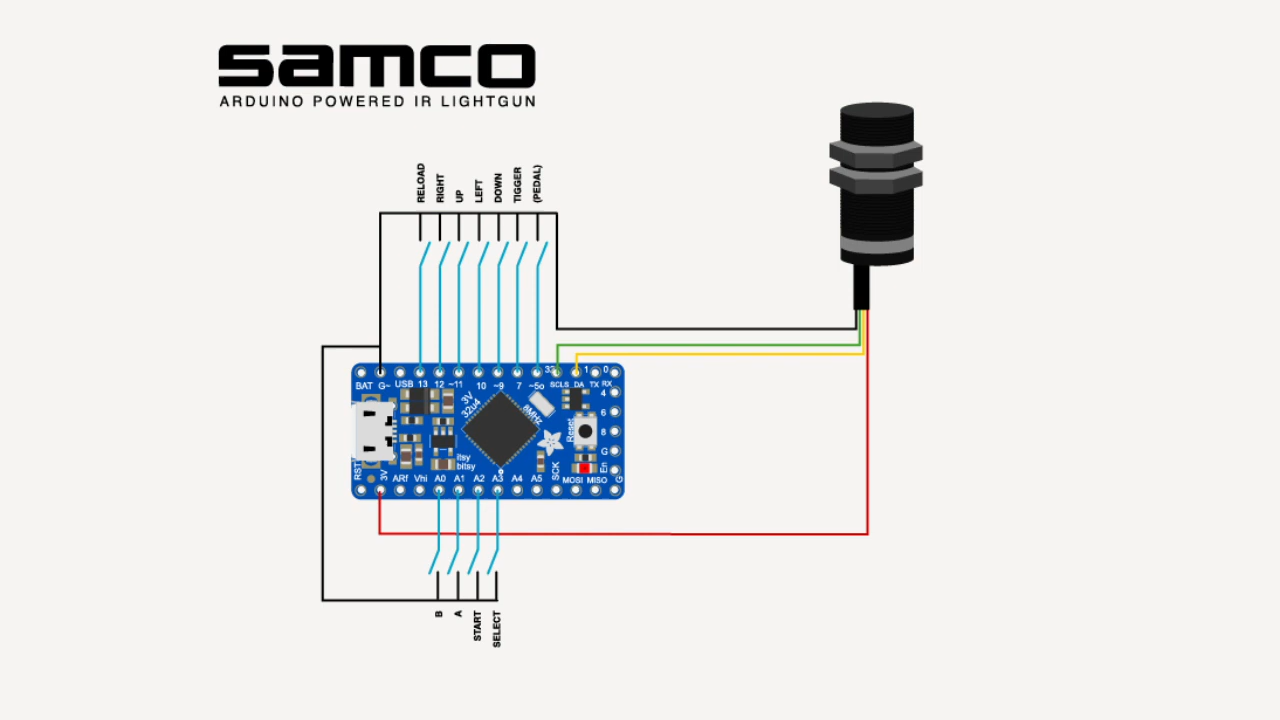 samco
ARDUINO POWERED IR LIGHTGUN
RELOAD
RIGHT
UP
LEFT
DOWN
TIGGER
(PEDAL)
BAT G~ USB 13 12 ~11 10 ~9 7 ~5o 33 SCLS DA 1 TX RX 0
4
6
8
G
En
G
3V
32u4
8MHz
Reset
itsy
bitsy
SCK
RST 3V ARf Vhi A0 A1 A2 A3 A4 A5 MOSI MISO
B
A
START
SELECT